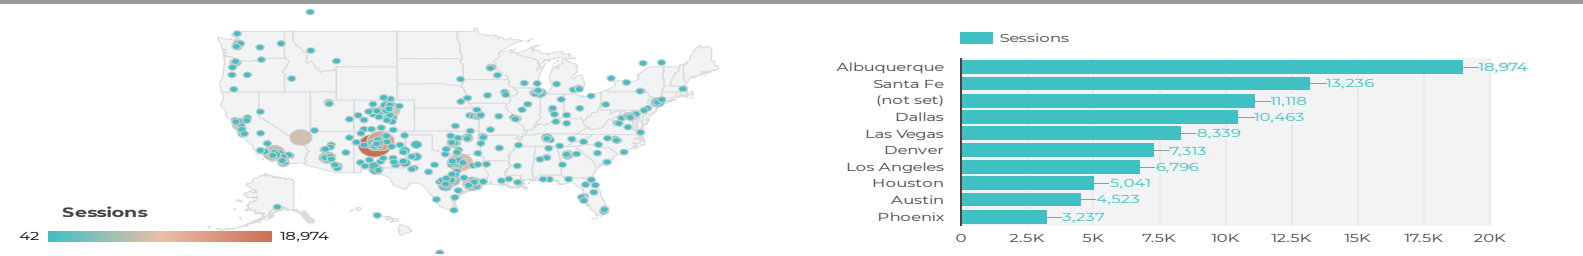 Sessions
42 18,974
Sessions
Albuquerque 18,974
Santa Fe 13,236
(not set) 11,118
Dallas 10,463
Las Vegas 8,339
Denver 7,313
Los Angeles 6,796
Houston 5,041
Austin 4,523
Phoenix 3,237
0 2.5K 5K 7.5K 10K 12.5K 15K 17.5K 20K